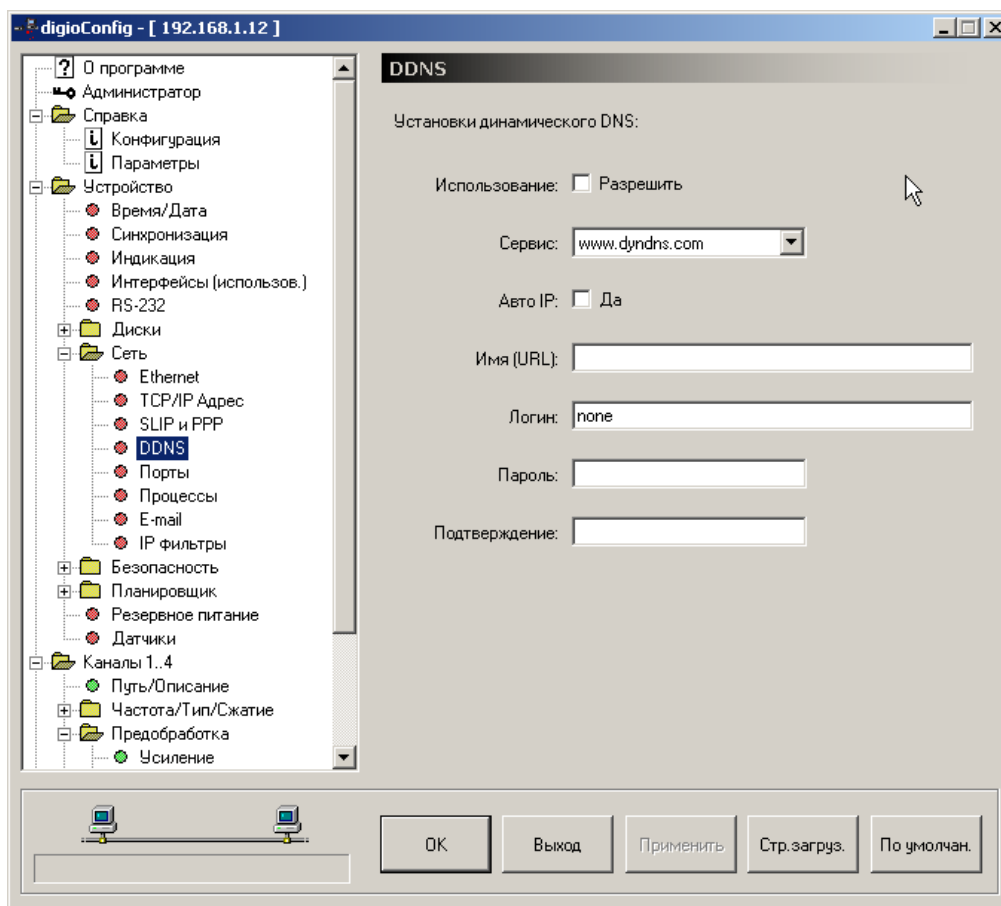 digioConfig - [ 192.168.1.12 ]
О программе
Администратор
Справка
Конфигурация
Параметры
Устройство
Время/Дата
Синхронизация
Индикация
Интерфейсы (использов.)
RS-232
Диски
Сеть
Ethernet
TCP/IP Адрес
SLIP и PPP
DDNS
Порты
Процессы
E-mail
IP фильтры
Безопасность
Планировщик
Резервное питание
Датчики
Каналы 1..4
Путь/Описание
Частота/Тип/Сжатие
Предобработка
Усиление
DDNS
Установки динамического DNS:
Использование: Разрешить
Сервис: www.dyndns.com
Авто IP: Да
Имя (URL):
Логин: none
Пароль:
Подтверждение:
OK Выход Применить Стр.загруз. По умолчан.